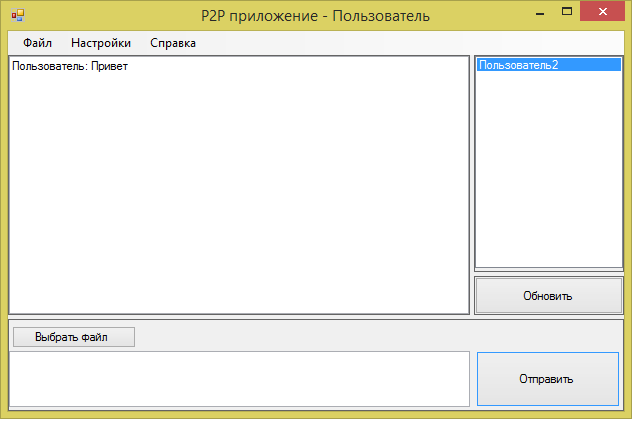 P2P приложение - Пользователь
Файл Настройки Справка
Пользователь: Привет
Пользователь2
Обновить
Выбрать файл
Отправить